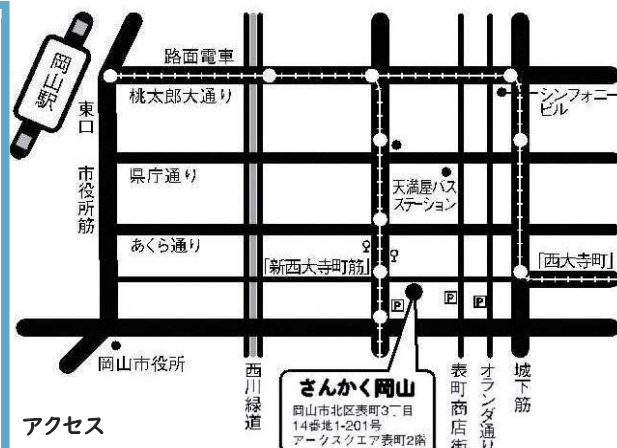 岡山駅
東口
路面電車
桃太郎大通り
シンフォニー
ビル
市役所筋
県庁通り
天満屋バス
ステーション
あくら通り
「新西大寺町筋」
「西大寺町」
P
P
P
岡山市役所
西川緑道
さんかく岡山
岡山市北区表町3丁目
14番地1-201号
アークスクエア表町2階
表町商店街
オランダ通り
城下筋
アクセス